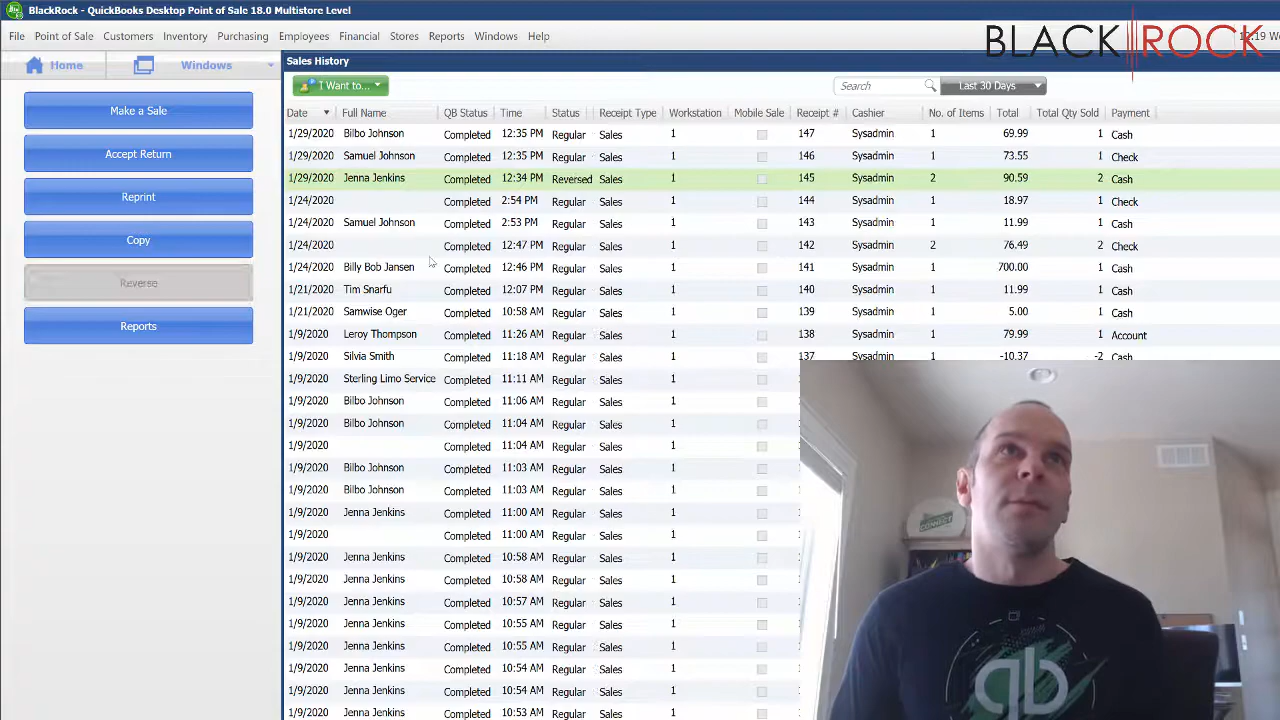 BlackRock - QuickBooks Desktop Point of Sale 18.0 Multistore Level
File Point of Sale Customers Inventory Purchasing Employees Financial Stores Windows Help
BLACK ROCK
Home Windows
Sales History
I Want to...
Search
Last 30 Days
Make a Sale
Accept Return
Reprint
Copy
Reverse
Reports
Date Full Name QB Status Time Status Receipt Type Workstation Mobile Sale Receipt # Cashier No. of Items Total Total Qty Sold Payment
1/29/2020 Bilbo Johnson Completed 12:35 PM Regular Sales 1 147 Sysadmin 1 69.99 1 Cash
1/29/2020 Samuel Johnson Completed 12:35 PM Regular Sales 1 146 Sysadmin 1 73.55 1 Check
1/29/2020 Jenna Jenkins Completed 12:34 PM Reversed Sales 1 145 Sysadmin 2 90.59 2 Cash
1/24/2020 Completed 2:54 PM Regular Sales 1 144 Sysadmin 1 18.97 1 Check
1/24/2020 Samuel Johnson Completed 2:53 PM Regular Sales 1 143 Sysadmin 1 11.99 1 Cash
1/24/2020 Completed 12:47 PM Regular Sales 1 142 Sysadmin 2 76.49 2 Check
1/24/2020 Billy Bob Jansen Completed 12:46 PM Regular Sales 1 141 Sysadmin 1 700.00 1 Cash
1/21/2020 Tim Snarfu Completed 12:07 PM Regular Sales 1 140 Sysadmin 1 11.99 1 Cash
1/21/2020 Samwise Oger Completed 10:58 AM Regular Sales 1 139 Sysadmin 1 5.00 1 Cash
1/9/2020 Leroy Thompson Completed 11:26 AM Regular Sales 1 138 Sysadmin 1 79.99 1 Account
1/9/2020 Silvia Smith Completed 11:18 AM Regular Sales 1 137 Sysadmin 1 -10.37 -2 Cash
1/9/2020 Sterling Limo Service Completed 11:11 AM Regular Sales 1
1/9/2020 Bilbo Johnson Completed 11:06 AM Regular Sales 1
1/9/2020 Bilbo Johnson Completed 11:04 AM Regular Sales 1
1/9/2020 Completed 11:04 AM Regular Sales 1
1/9/2020 Bilbo Johnson Completed 11:03 AM Regular Sales 1
1/9/2020 Bilbo Johnson Completed 11:03 AM Regular Sales 1
1/9/2020 Jenna Jenkins Completed 11:00 AM Regular Sales 1
1/9/2020 Completed 11:00 AM Regular Sales 1
1/9/2020 Jenna Jenkins Completed 10:58 AM Regular Sales 1
1/9/2020 Jenna Jenkins Completed 10:58 AM Regular Sales 1
1/9/2020 Jenna Jenkins Completed 10:57 AM Regular Sales 1
1/9/2020 Jenna Jenkins Completed 10:55 AM Regular Sales 1
1/9/2020 Jenna Jenkins Completed 10:55 AM Regular Sales 1
1/9/2020 Jenna Jenkins Completed 10:54 AM Regular Sales 1
1/9/2020 Jenna Jenkins Completed 10:54 AM Regular Sales 1
1/9/2020 Jenna Jenkins Completed 10:53 AM Regular Sales 1
CONNECT
qb